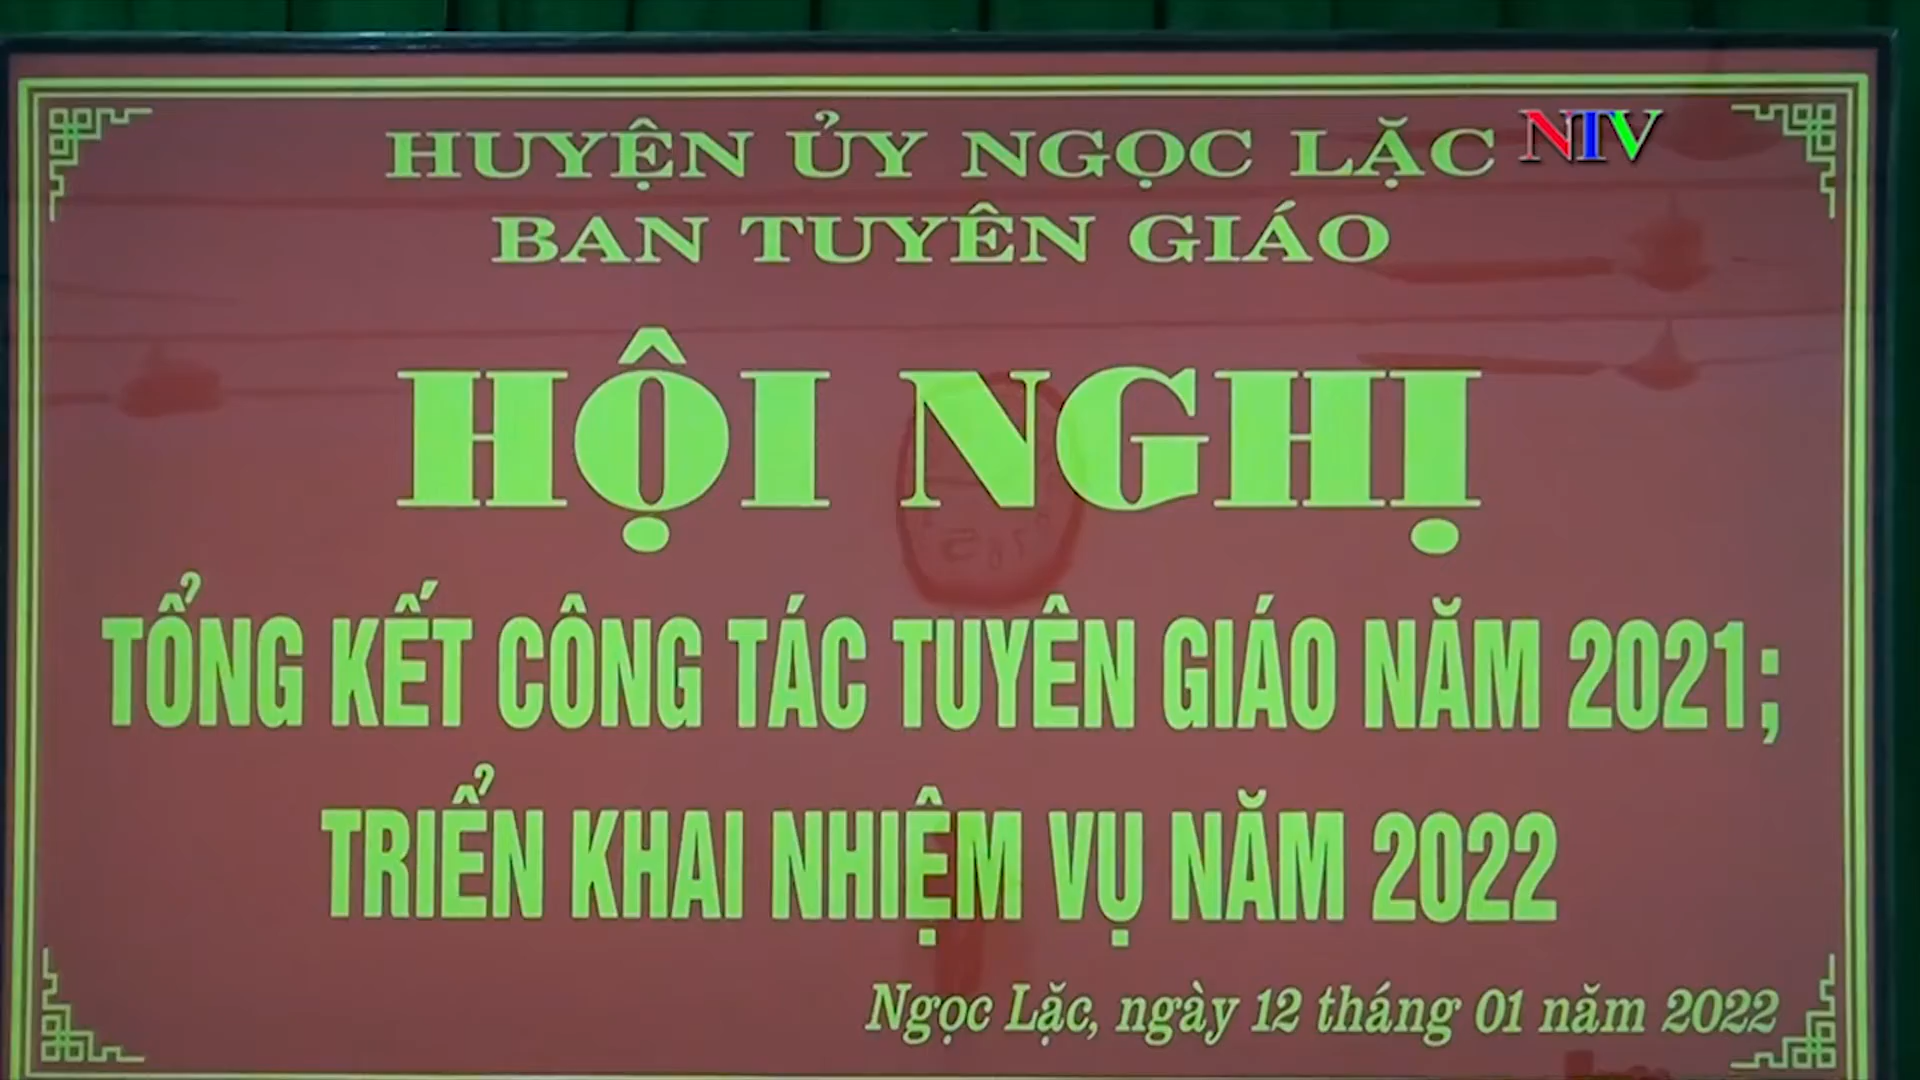 HUYỆN ỦY NGỌC LẶC NTV
BAN TUYÊN GIÁO
HỘI NGHỊ
TỔNG KẾT CÔNG TÁC TUYÊN GIÁO NĂM 2021;
TRIỂN KHAI NHIỆM VỤ NĂM 2022
Ngọc Lặc, ngày 12 tháng 01 năm 2022